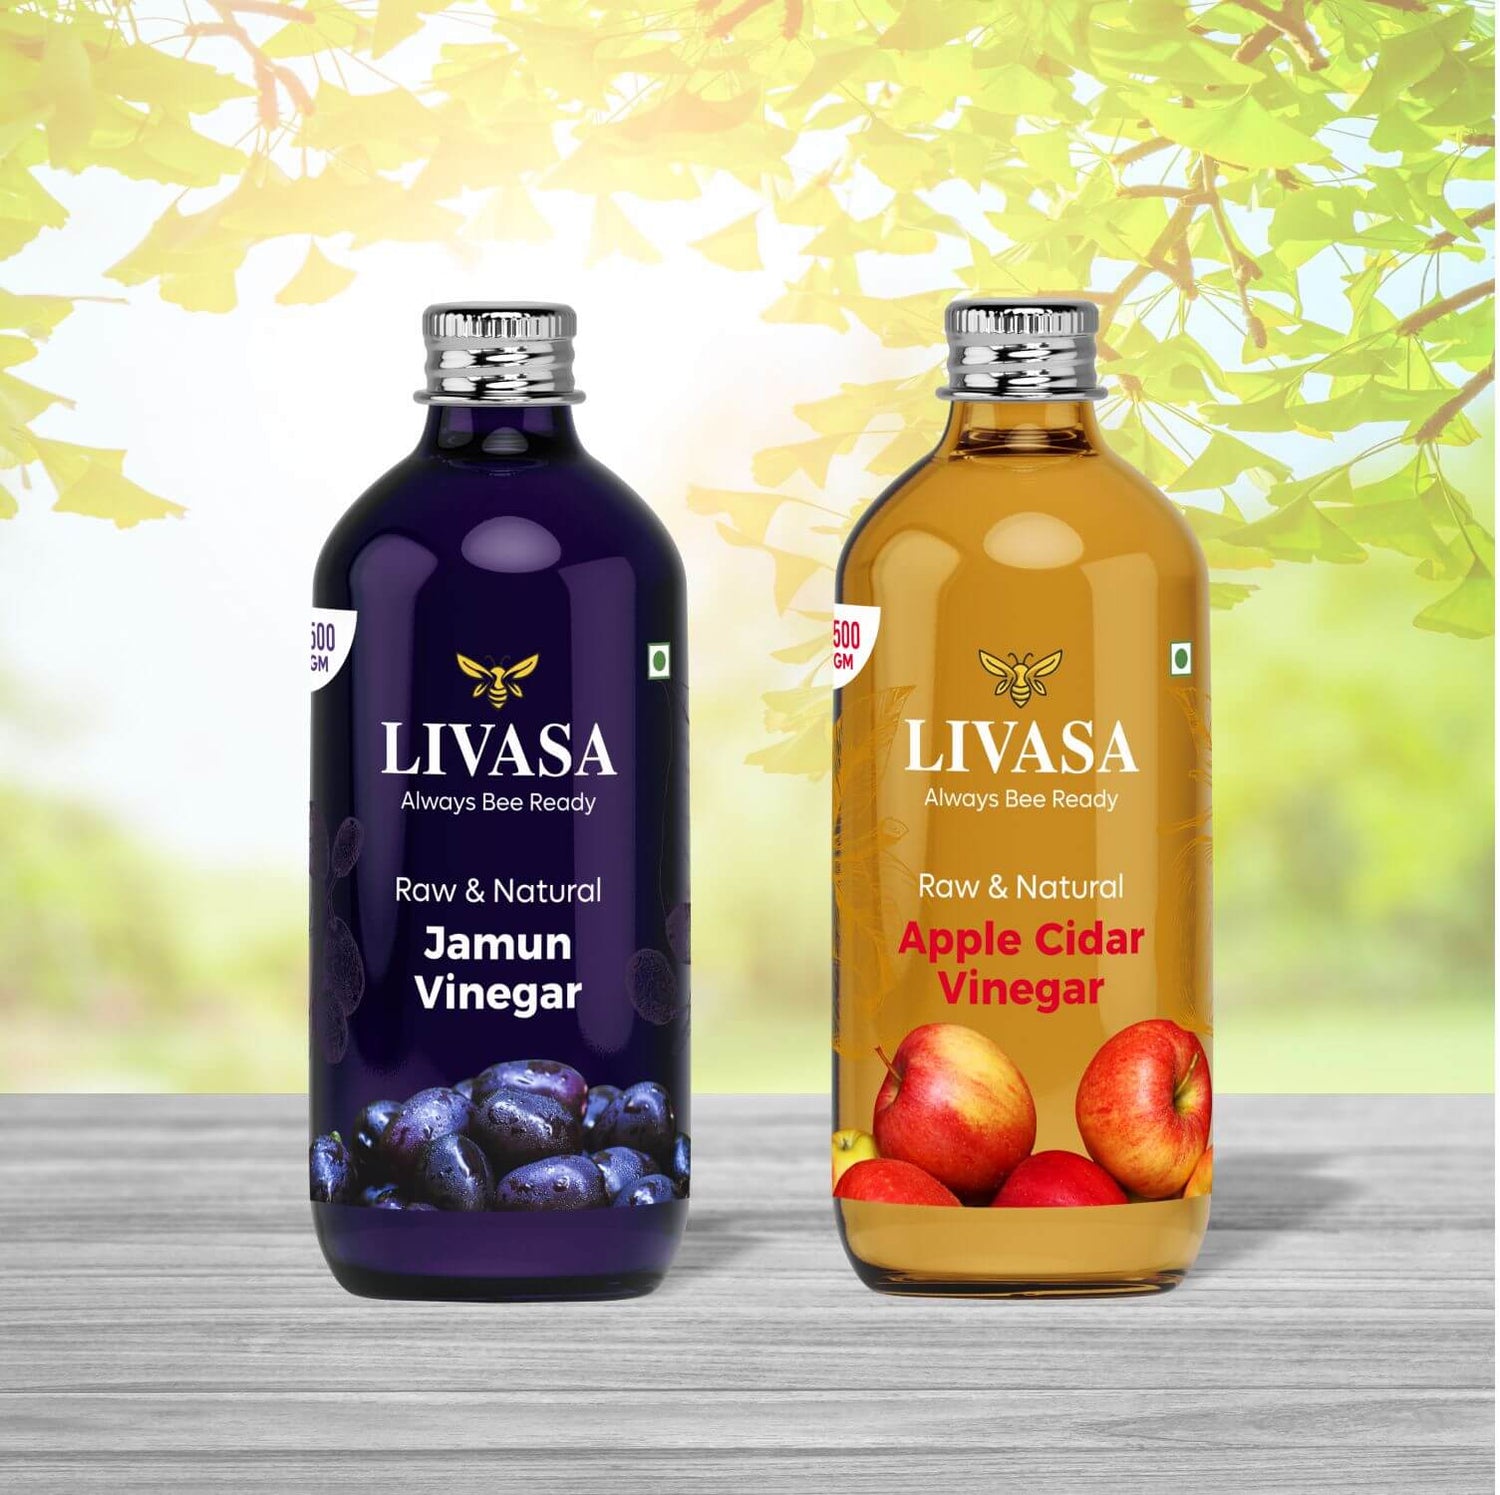 500
GM
LIVASA
Always Bee Ready
Raw & Natural
Jamun
Vinegar
500
GM
LIVASA
Always Bee Ready
Raw & Natural
Apple Cidar
Vinegar